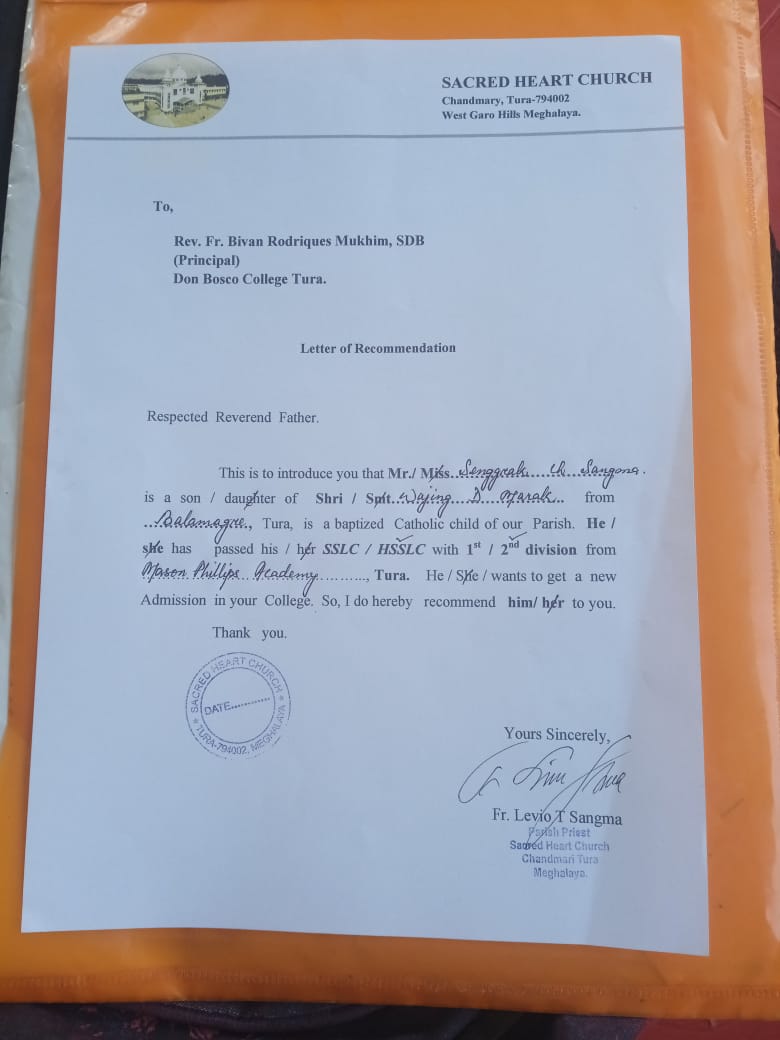 SACRED HEART CHURCH
Chandmary, Tura-794002
West Garo Hills Meghalaya.
To,
Rev. Fr. Bivan Rodriques Mukhim, SDB
(Principal)
Don Bosco College Tura.
Letter of Recommendation
Respected Reverend Father.
This is to introduce you that Mr./ Miss. Senggrak Ch Sangma.
is a son / daughter of Shri / Smt. Wajing D Marak.. from
...Balamagre.., Tura, is a baptized Catholic child of our Parish. He /
she has passed his / her SSLC / HSSLC with 1st / 2nd division from
Mason Phillips Academy............, Tura. He / She / wants to get a new
Admission in your College. So, I do hereby recommend him/ her to you.
Thank you.
SACRED HEART CHURCH
DATE............
TURA-794002, MEGHALAYA
Yours Sincerely,
Fr. Levio T Sangma
Parish Priest
Sacred Heart Church
Chandmari Tura
Meghalaya.